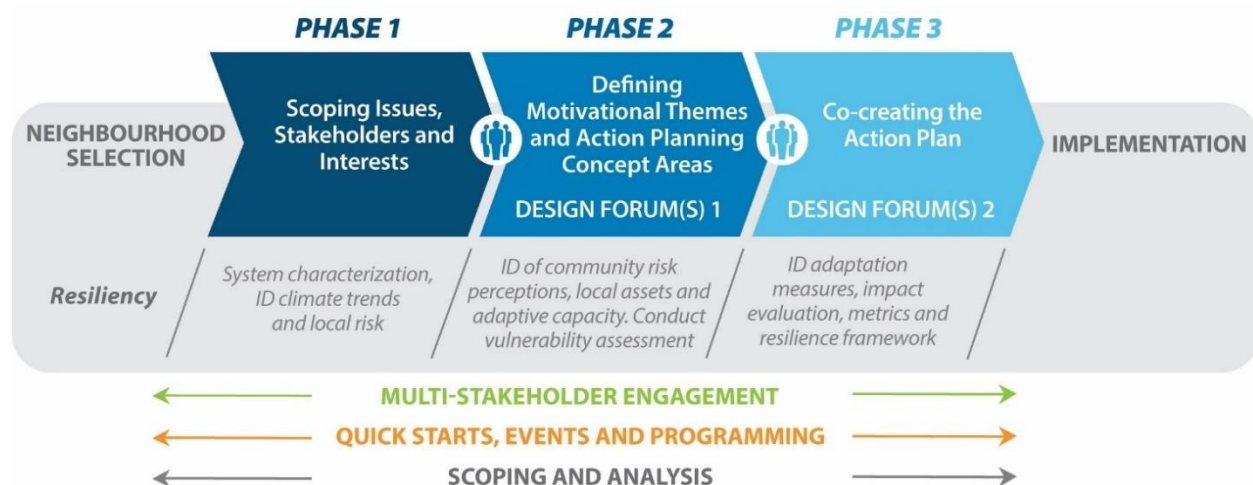 PHASE 1
PHASE 2
PHASE 3
NEIGHBOURHOOD
SELECTION
Scoping Issues,
Stakeholders and
Interests
Defining
Motivational Themes
and Action Planning
Concept Areas
DESIGN FORUM(S) 1
Co-creating the
Action Plan
DESIGN FORUM(S) 2
IMPLEMENTATION
Resiliency
System characterization,
ID climate trends
and local risk
ID of community risk
perceptions, local assets and
adaptive capacity. Conduct
vulnerability assessment
ID adaptation
measures, impact
evaluation, metrics and
resilience framework
MULTI-STAKEHOLDER ENGAGEMENT
QUICK STARTS, EVENTS AND PROGRAMMING
SCOPING AND ANALYSIS